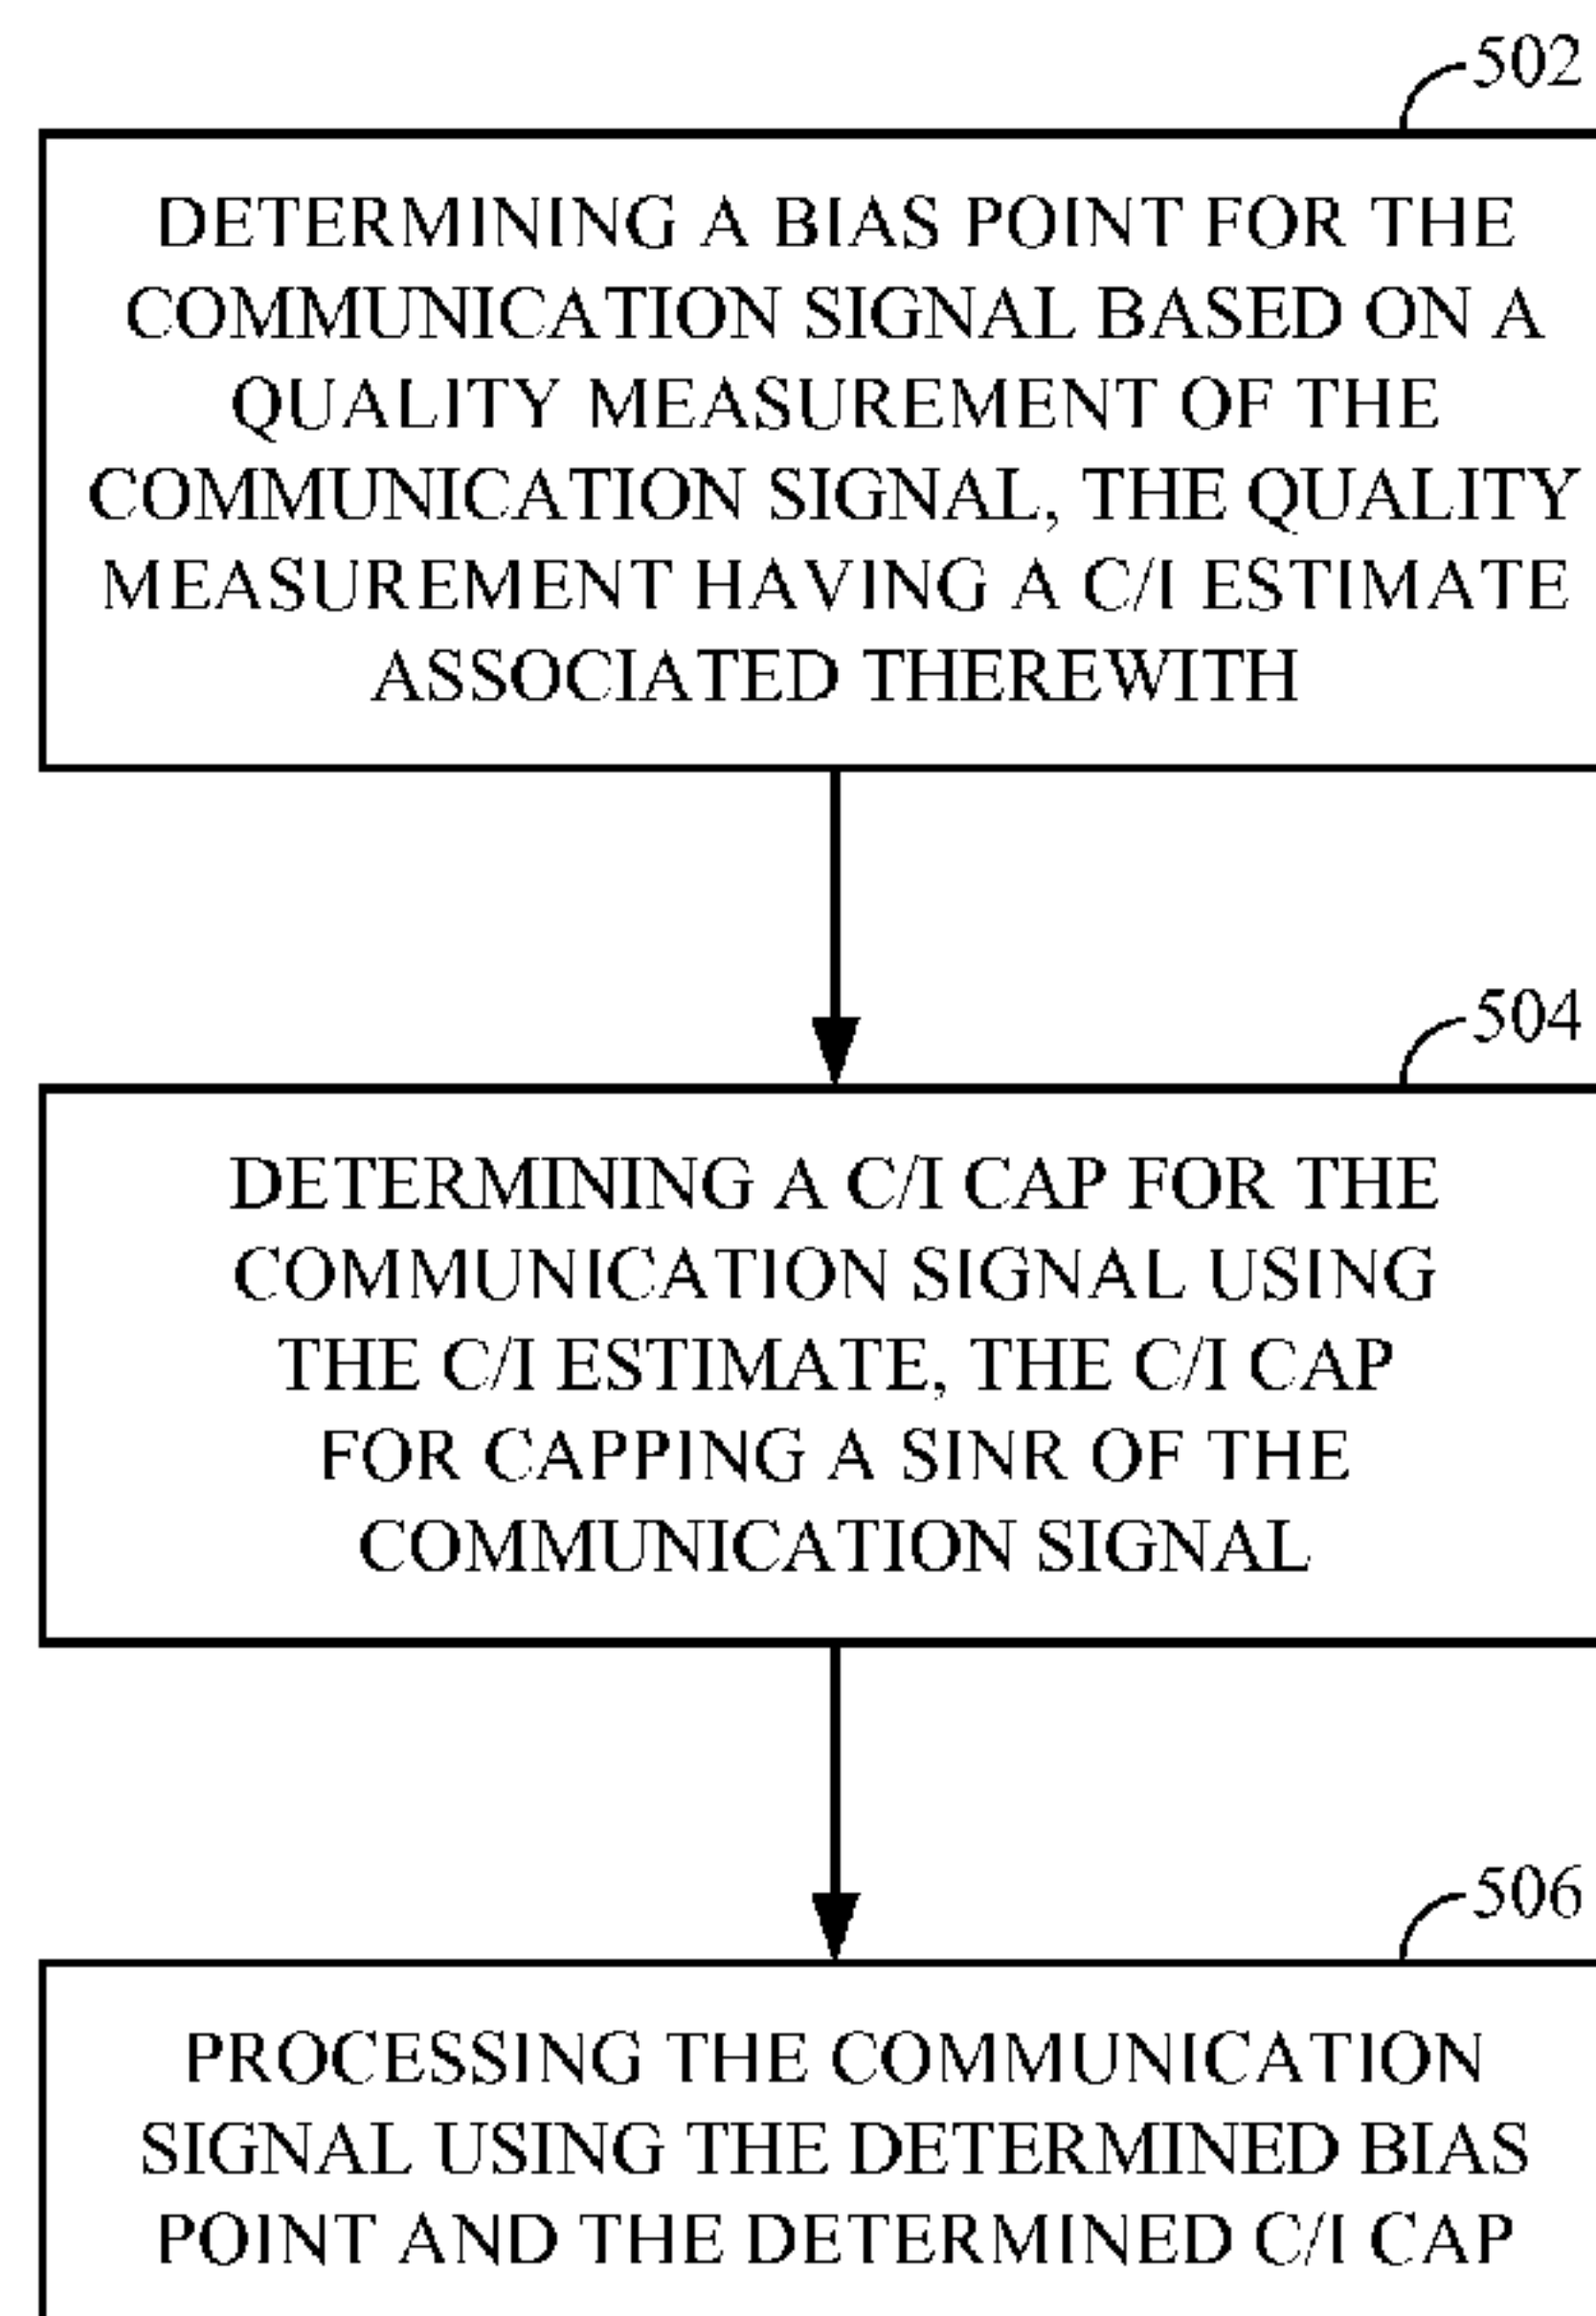 502
DETERMINING A BIAS POINT FOR THE
COMMUNICATION SIGNAL BASED ON A
QUALITY MEASUREMENT OF THE
COMMUNICATION SIGNAL, THE QUALITY
MEASUREMENT HAVING A C/I ESTIMATE
ASSOCIATED THEREWITH
504
DETERMINING A C/I CAP FOR THE
COMMUNICATION SIGNAL USING
THE C/I ESTIMATE, THE C/I CAP
FOR CAPPING A SINR OF THE
COMMUNICATION SIGNAL
506
PROCESSING THE COMMUNICATION
SIGNAL USING THE DETERMINED BIAS
POINT AND THE DETERMINED C/I CAP